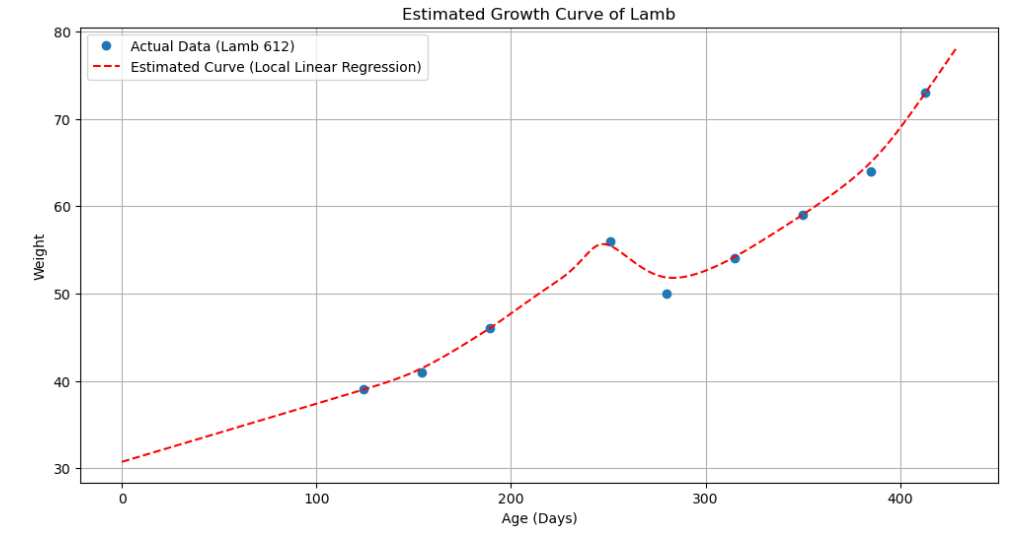 Estimated Growth Curve of Lamb
80
Actual Data (Lamb 612)
Estimated Curve (Local Linear Regression)
70
60
Weight
50
40
30
0 100 200 300 400
Age (Days)